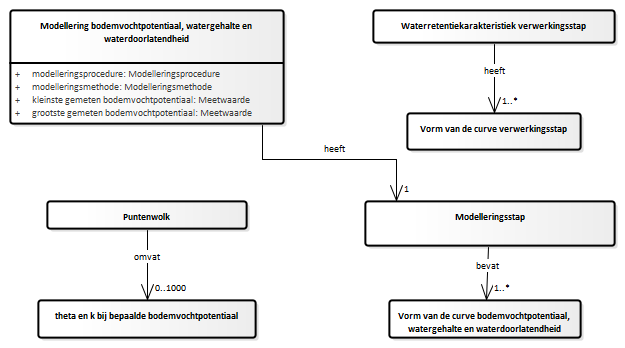 Modellering bodemvochtpotentiaal, watergehalte en
waterdoorlatendheid
+ modelleringsprocedure: Modelleringsprocedure
+ modelleringsmethode: Modelleringsmethode
+ kleinste gemeten bodemvochtpotentiaal: Meetwaarde
+ grootste gemeten bodemvochtpotentiaal: Meetwaarde
Waterretentiekarakteristiek verwerkingsstap
heeft
1..*
Vorm van de curve verwerkingsstap
heeft
1
Puntenwolk
omvat
0..1000
theta en k bij bepaalde bodemvochtpotentiaal
Modelleringsstap
bevat
1..*
Vorm van de curve bodemvochtpotentiaal,
watergehalte en waterdoorlatendheid